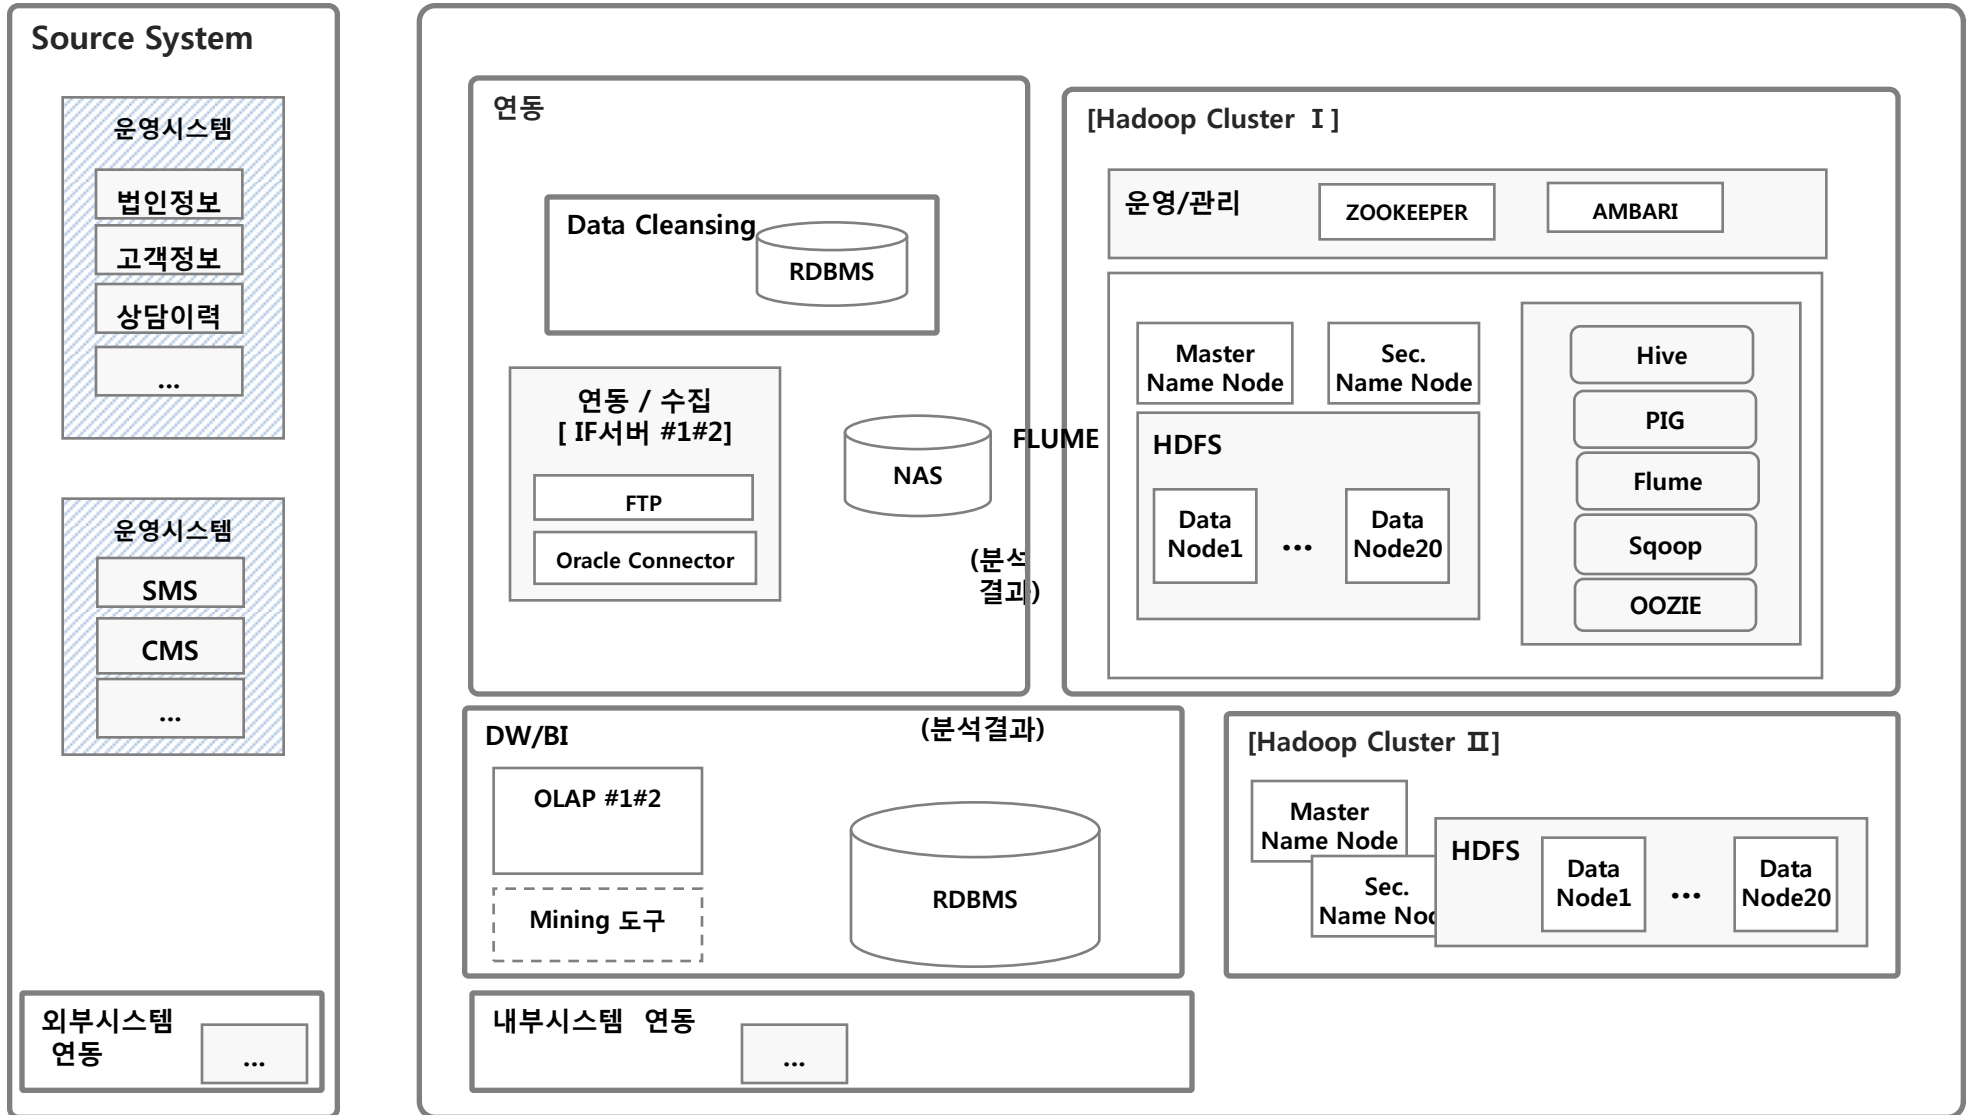 Source System
운영시스템
법인정보
고객정보
상담이력
...
운영시스템
SMS
CMS
...
외부시스템
연동
...
연동
Data Cleansing
RDBMS
연동 / 수집
[ IF서버 #1#2]
FTP
Oracle Connector
NAS
FLUME
(분석
결과)
[Hadoop Cluster Ⅰ]
운영/관리
ZOOKEEPER
AMBARI
Master
Name Node
Sec.
Name Node
HDFS
Data
Node1
...
Data
Node20
Hive
PIG
Flume
Sqoop
OOZIE
DW/BI
(분석결과)
OLAP #1#2
Mining 도구
RDBMS
[Hadoop Cluster Ⅱ]
Master
Name Node
Sec.
Name Nod
HDFS
Data
Node1
...
Data
Node20
내부시스템 연동
...